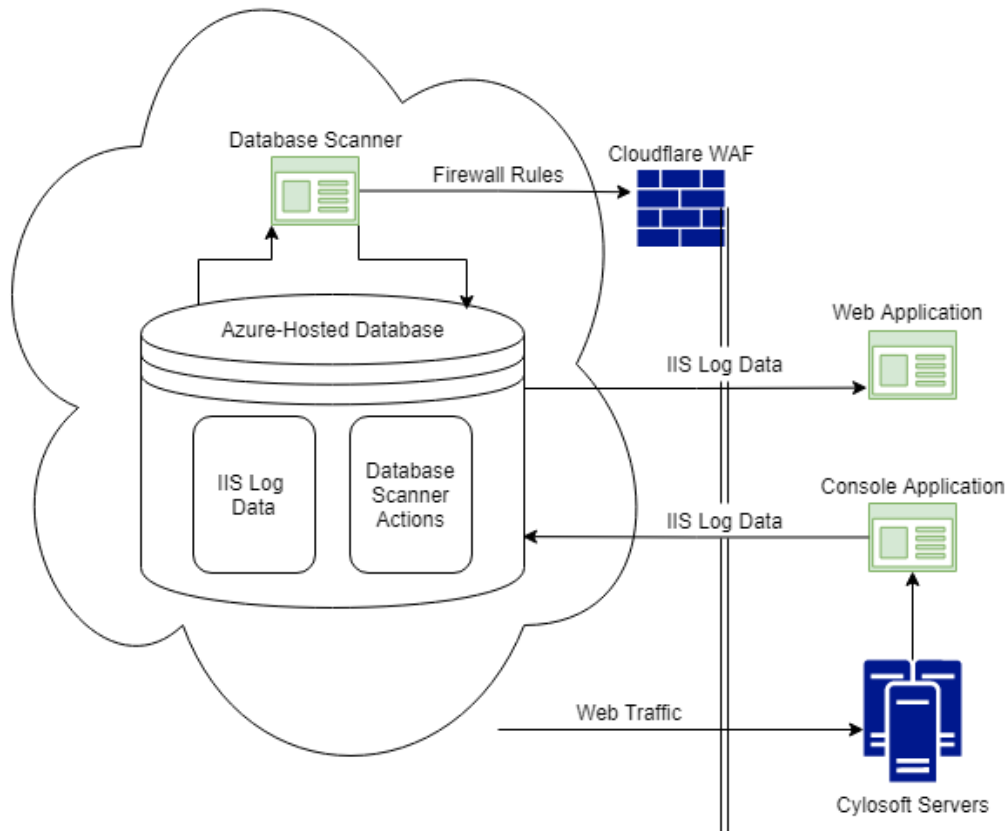 Database Scanner
Cloudflare WAF
Firewall Rules
Web Application
Azure-Hosted Database
IIS Log Data
IIS Log
Data
Database
Scanner
Actions
Console Application
IIS Log Data
Web Traffic
Cylosoft Servers